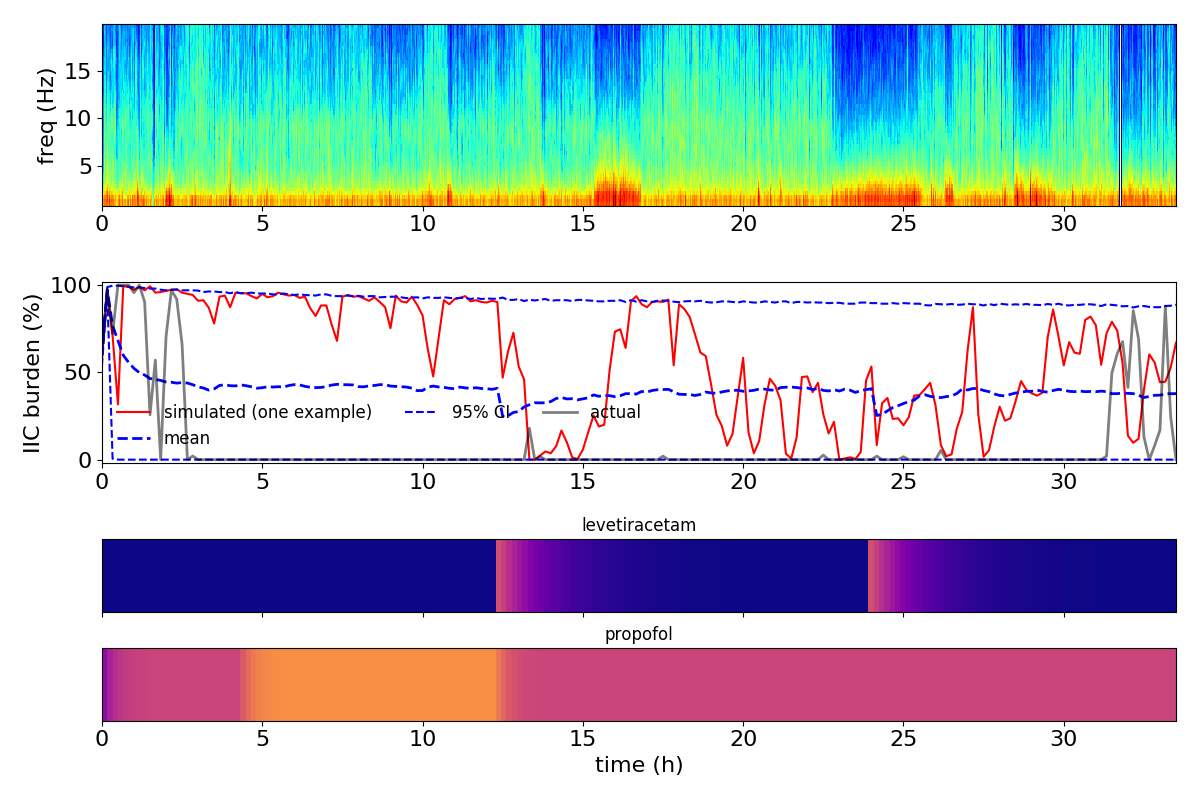 freq (Hz)
15
10
5
0 5 10 15 20 25 30
IIC burden (%)
100
50
0
simulated (one example) 95% CI actual
mean
0 5 10 15 20 25 30
levetiracetam
propofol
0 5 10 15 20 25 30
time (h)